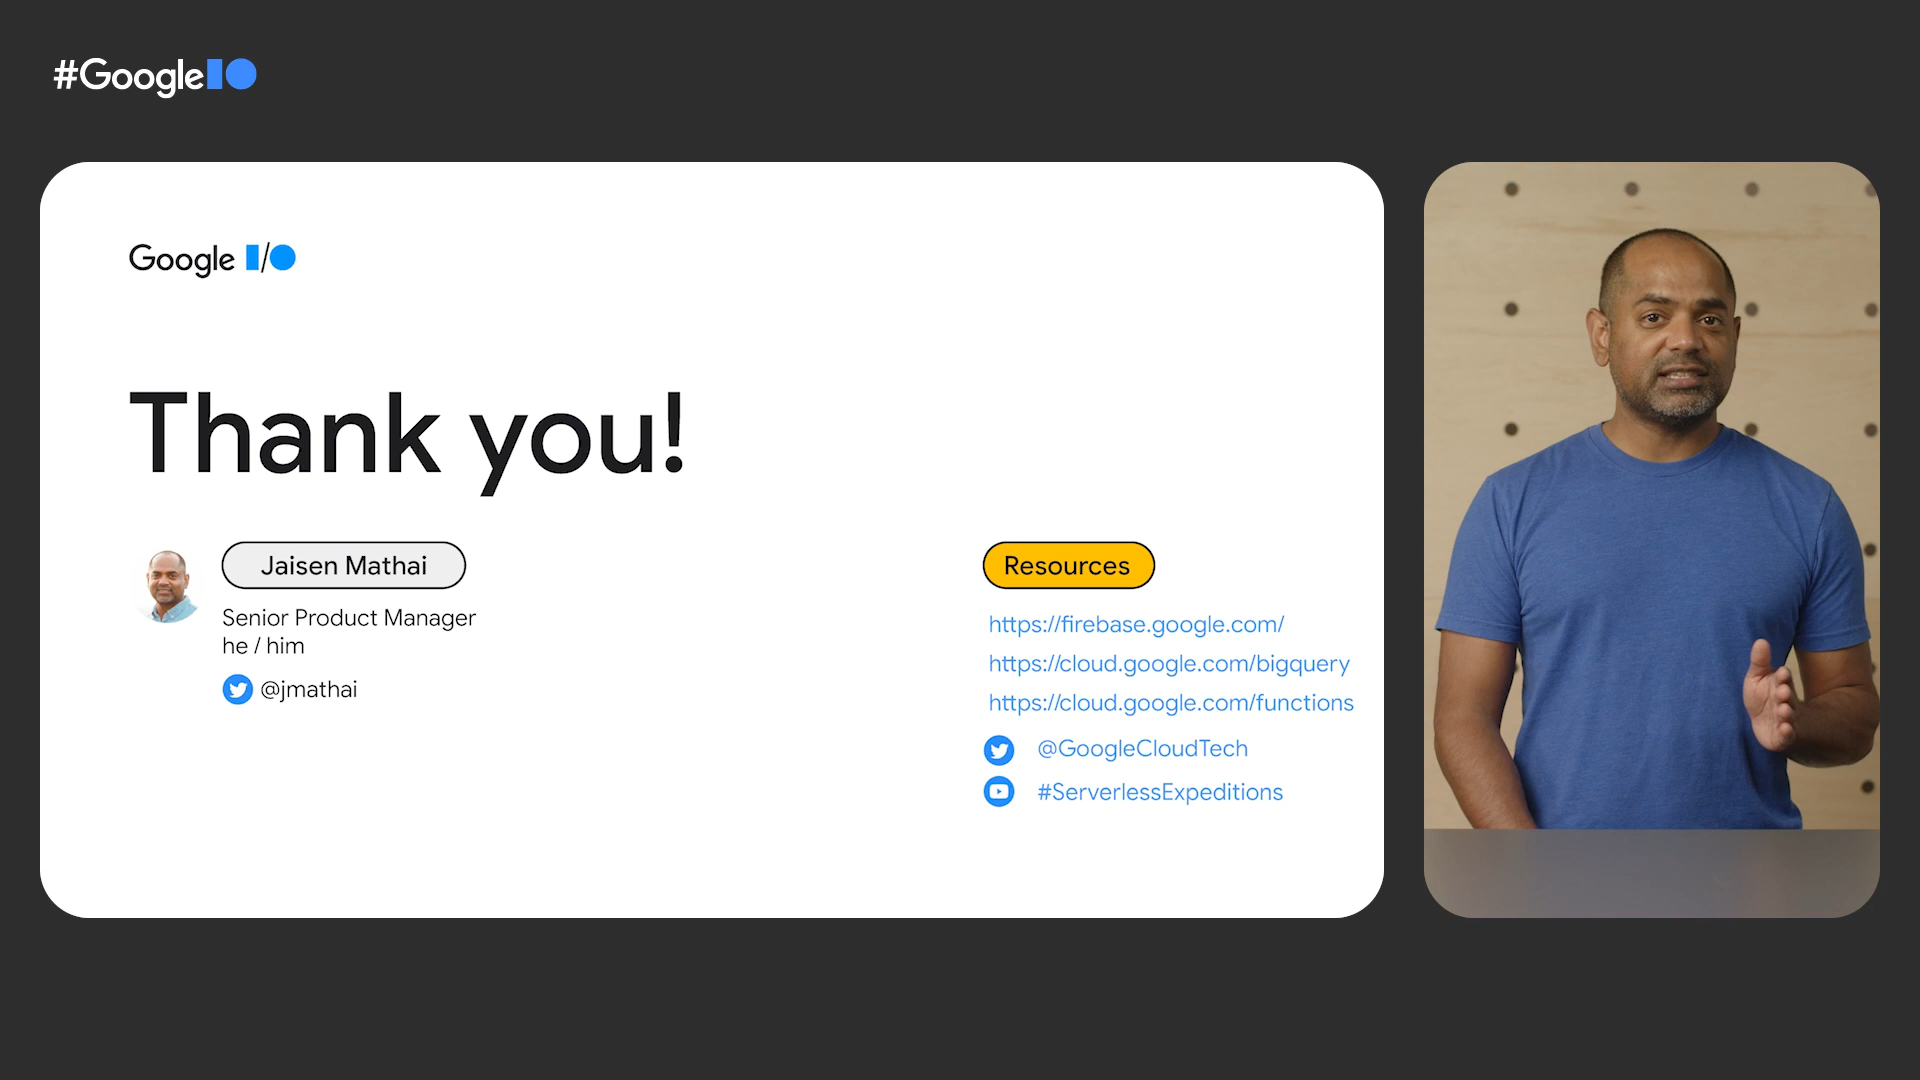 #GoogleIO
Google I/O
Thank you!
Jaisen Mathai
Senior Product Manager
he / him
@jmathai
Resources
https://firebase.google.com/
https://cloud.google.com/bigquery
https://cloud.google.com/functions
@GoogleCloudTech
#ServerlessExpeditions